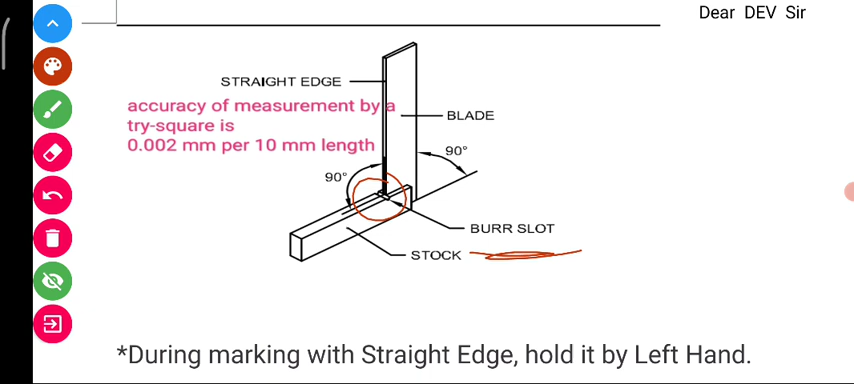 Dear DEV Sir
STRAIGHT EDGE
accuracy of measurement by a
try-square is
0.002 mm per 10 mm length
BLADE
90°
90°
BURR SLOT
STOCK
*During marking with Straight Edge, hold it by Left Hand.